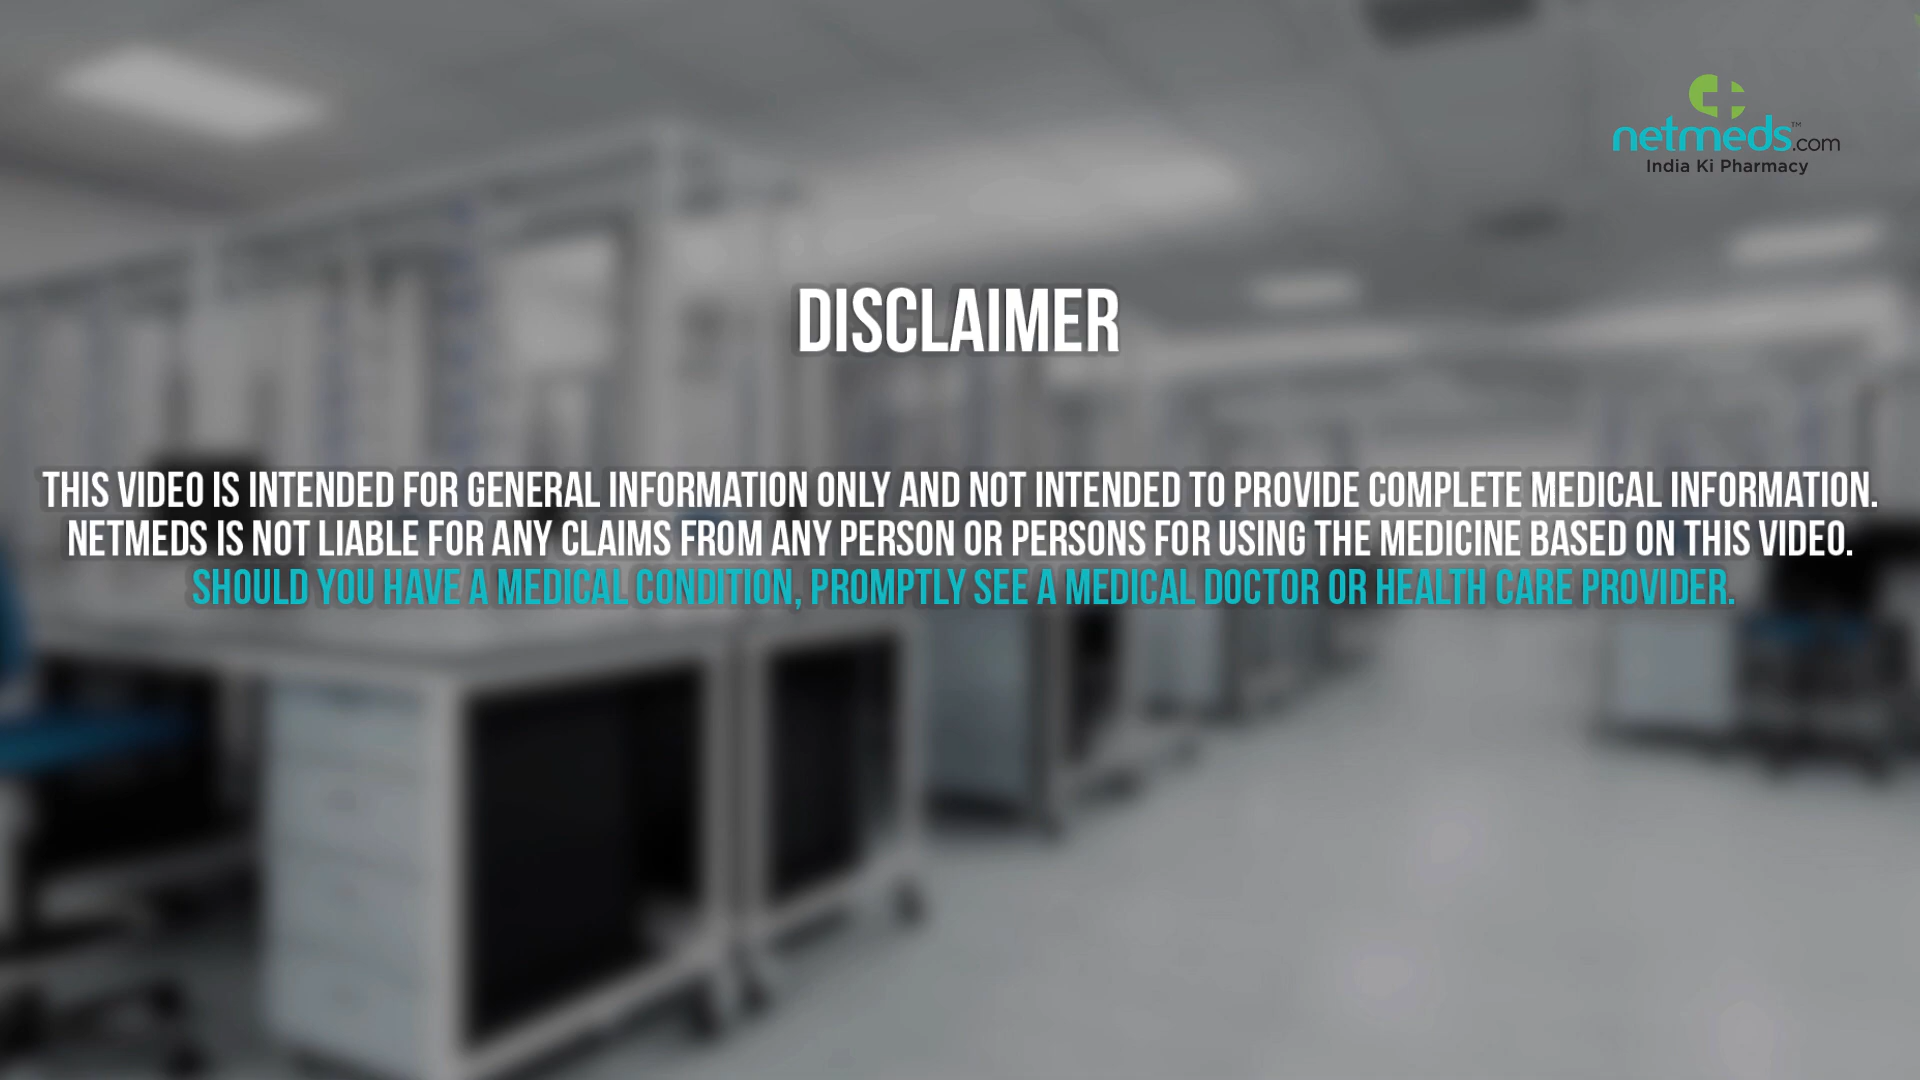 netmeds™.com
India Ki Pharmacy
DISCLAIMER
THIS VIDEO IS INTENDED FOR GENERAL INFORMATION ONLY AND NOT INTENDED TO PROVIDE COMPLETE MEDICAL INFORMATION.
NETMEDS IS NOT LIABLE FOR ANY CLAIMS FROM ANY PERSON OR PERSONS FOR USING THE MEDICINE BASED ON THIS VIDEO.
SHOULD YOU HAVE A MEDICAL CONDITION, PROMPTLY SEE A MEDICAL DOCTOR OR HEALTH CARE PROVIDER.